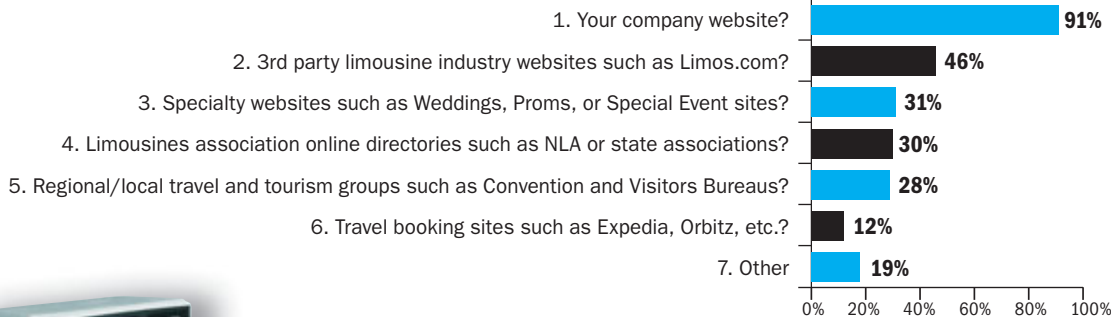 1. Your company website? 91%
2. 3rd party limousine industry websites such as Limos.com? 46%
3. Specialty websites such as Weddings, Proms, or Special Event sites? 31%
4. Limousines association online directories such as NLA or state associations? 30%
5. Regional/local travel and tourism groups such as Convention and Visitors Bureaus? 28%
6. Travel booking sites such as Expedia, Orbitz, etc.? 12%
7. Other 19%
0% 20% 40% 60% 80% 100%